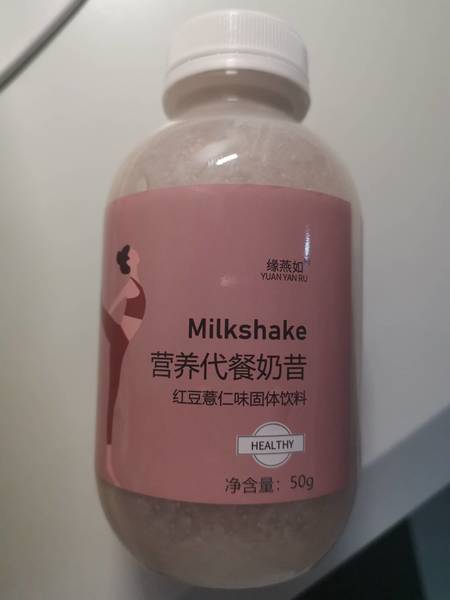 缘燕如
YUAN YAN RU
Milkshake
营养代餐奶昔
红豆薏仁味固体饮料
HEALTHY
净含量：50g